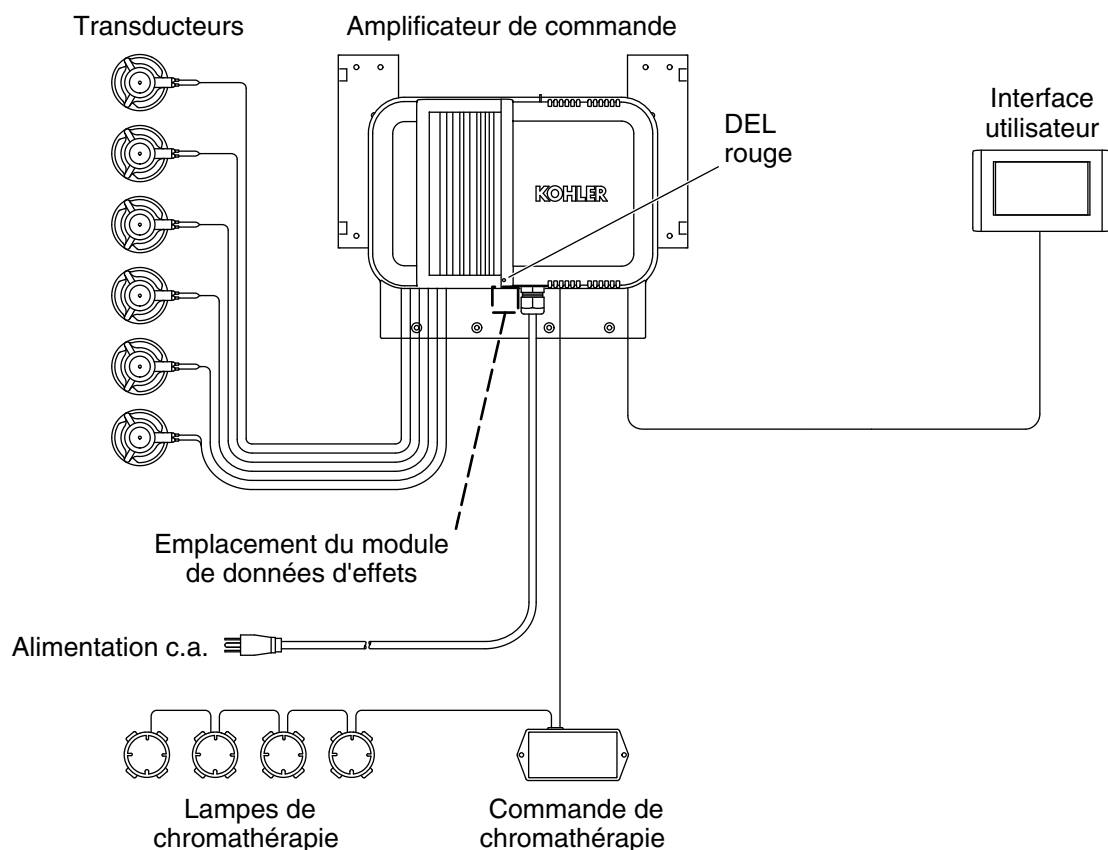 Transducteurs
Amplificateur de commande
Interface
utilisateur
DEL
rouge
KOHLER
Emplacement du module
de données d'effets
Alimentation c.a.
Lampes de
chromathérapie
Commande de
chromathérapie